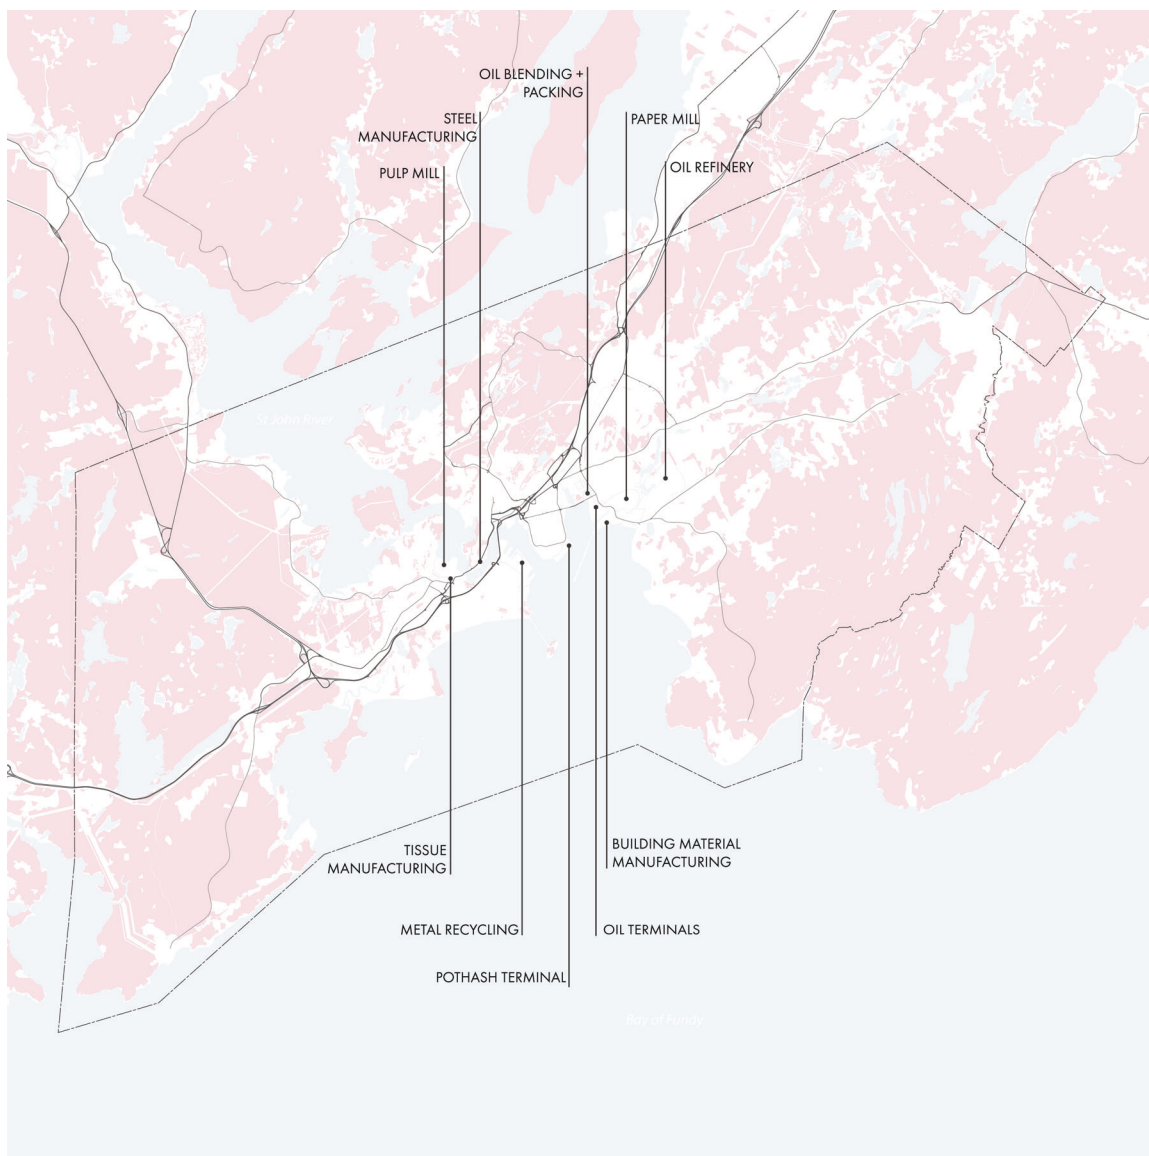 OIL BLENDING +
PACKING
STEEL
MANUFACTURING
PAPER MILL
PULP MILL
OIL REFINERY
St John River
TISSUE
MANUFACTURING
BUILDING MATERIAL
MANUFACTURING
METAL RECYCLING
OIL TERMINALS
POTHASH TERMINAL
Bay of Fundy